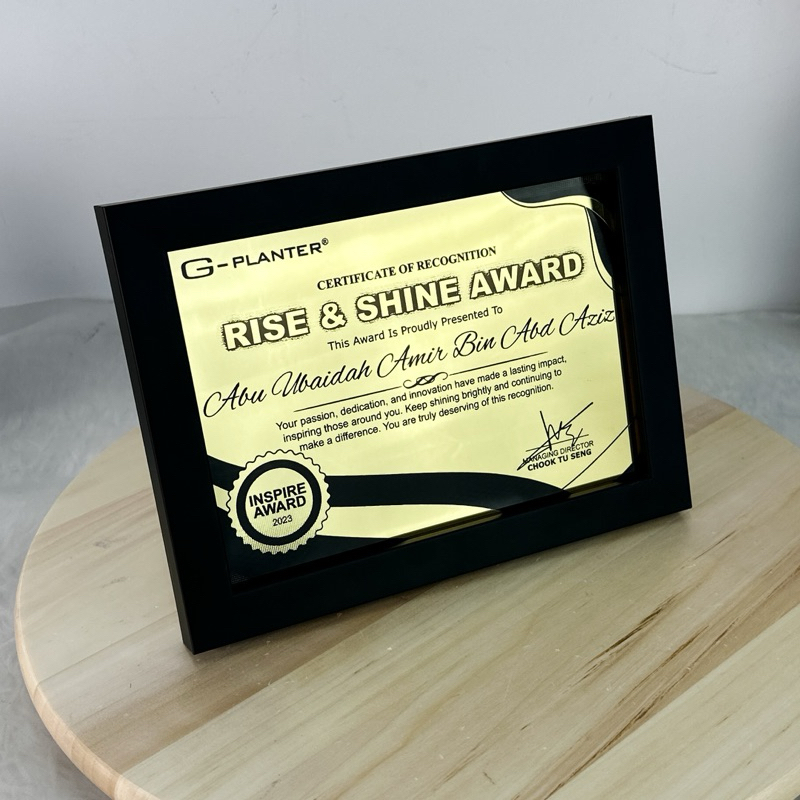 G-PLANTER®
CERTIFICATE OF RECOGNITION
RISE & SHINE AWARD
This Award Is Proudly Presented To
Abu Ubaidah Amir Bin Abd Aziz
Your passion, dedication, and innovation have made a lasting impact,
inspiring those around you. Keep shining brightly and continuing to
make a difference. You are truly deserving of this recognition.
MANAGING DIRECTOR
CHOOK TU SENG
INSPIRE
AWARD
2023